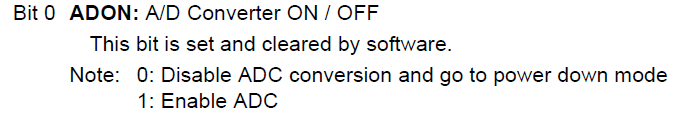 Bit 0 ADON: A/D Converter ON / OFF
This bit is set and cleared by software.
Note: 0: Disable ADC conversion and go to power down mode
1: Enable ADC